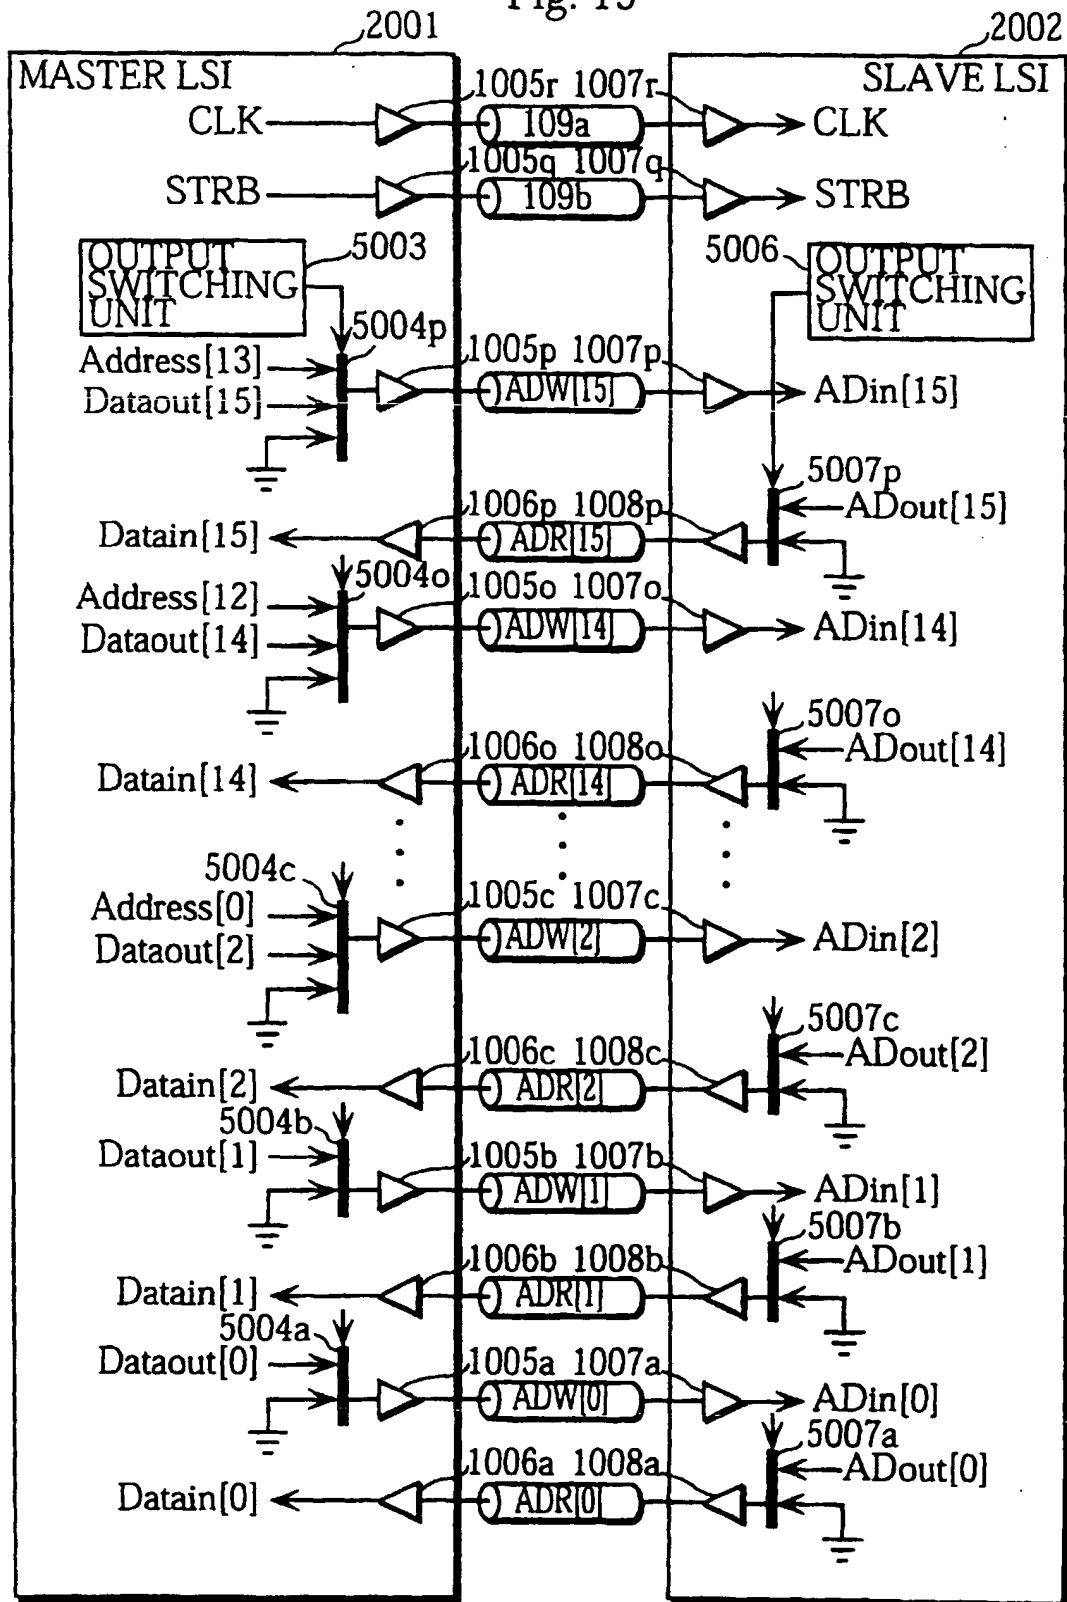 Fig. 15
2001
2002
MASTER LSI
SLAVE LSI
CLK
1005r 1007r
109a
CLK
STRB
1005q 1007q
109b
STRB
OUTPUT
SWITCHING
UNIT
5003
5006
OUTPUT
SWITCHING
UNIT
5004p
Address[13]
Dataout[15]
1005p 1007p
ADW[15]
ADin[15]
5007p
ADout[15]
Datain[15]
1006p 1008p
ADR[15]
5004o
Address[12]
Dataout[14]
1005o 1007o
ADW[14]
ADin[14]
5007o
ADout[14]
Datain[14]
1006o 1008o
ADR[14]
5004c
Address[0]
Dataout[2]
1005c 1007c
ADW[2]
ADin[2]
5007c
ADout[2]
Datain[2]
1006c 1008c
ADR[2]
5004b
Dataout[1]
1005b 1007b
ADW[1]
ADin[1]
5007b
ADout[1]
Datain[1]
1006b 1008b
ADR[1]
5004a
Dataout[0]
1005a 1007a
ADW[0]
ADin[0]
5007a
ADout[0]
Datain[0]
1006a 1008a
ADR[0]